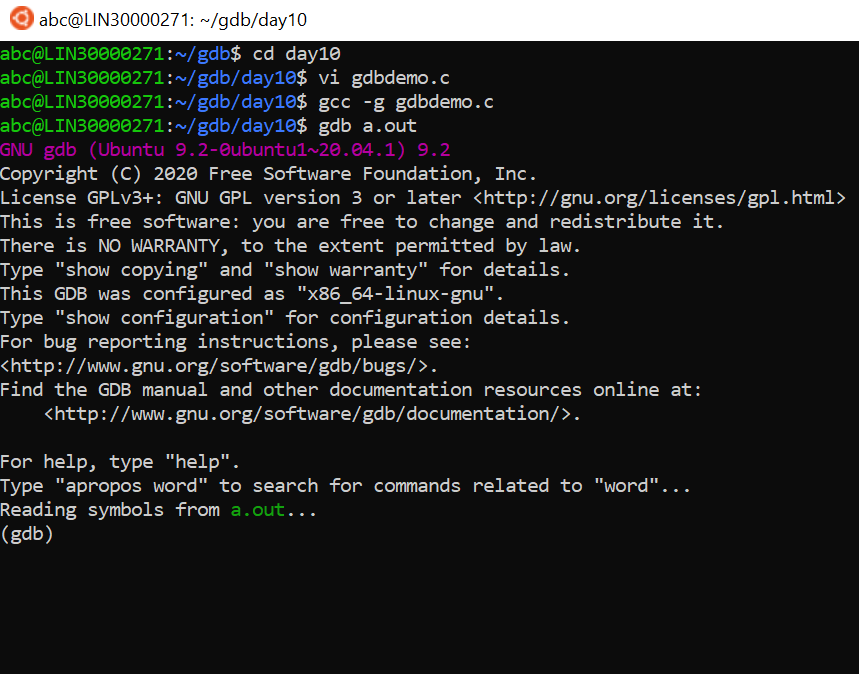 abc@LIN30000271: ~/gdb/day10
abc@LIN30000271:~/gdb$ cd day10
abc@LIN30000271:~/gdb/day10$ vi gdbdemo.c
abc@LIN30000271:~/gdb/day10$ gcc -g gdbdemo.c
abc@LIN30000271:~/gdb/day10$ gdb a.out
GNU gdb (Ubuntu 9.2-0ubuntu1~20.04.1) 9.2
Copyright (C) 2020 Free Software Foundation, Inc.
License GPLv3+: GNU GPL version 3 or later <http://gnu.org/licenses/gpl.html>
This is free software: you are free to change and redistribute it.
There is NO WARRANTY, to the extent permitted by law.
Type "show copying" and "show warranty" for details.
This GDB was configured as "x86_64-linux-gnu".
Type "show configuration" for configuration details.
For bug reporting instructions, please see:
<http://www.gnu.org/software/gdb/bugs/>.
Find the GDB manual and other documentation resources online at:
    <http://www.gnu.org/software/gdb/documentation/>.

For help, type "help".
Type "apropos word" to search for commands related to "word"...
Reading symbols from a.out...
(gdb)